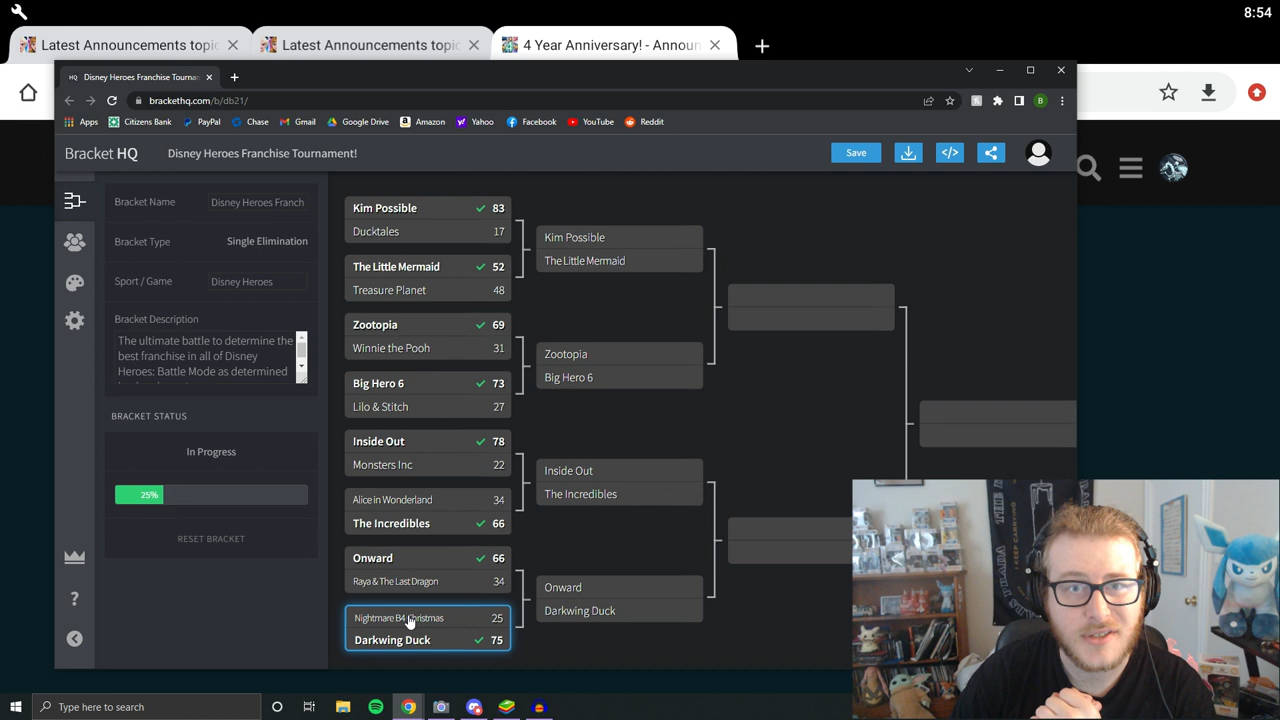 8:54
Latest Announcements topic
Latest Announcements topic
4 Year Anniversary! - Announ
HQ Disney Heroes Franchise Tournan
brackethq.com/b/db21/
B
Apps Citizens Bank PayPal Chase Gmail Google Drive Amazon Yahoo Facebook YouTube Reddit
Bracket HQ Disney Heroes Franchise Tournament! Save </>
Bracket Name Disney Heroes Franch
Bracket Type Single Elimination
Sport / Game Disney Heroes
Bracket Description
The ultimate battle to determine the
best franchise in all of Disney
Heroes: Battle Mode as determined
BRACKET STATUS
In Progress
25%
RESET BRACKET
Kim Possible 83
Ducktales 17
The Little Mermaid 52
Treasure Planet 48
Zootopia 69
Winnie the Pooh 31
Big Hero 6 73
Lilo & Stitch 27
Inside Out 78
Monsters Inc 22
Alice in Wonderland 34
The Incredibles 66
Onward 66
Raya & The Last Dragon 34
Nightmare B4 Christmas 25
Darkwing Duck 75
Kim Possible
The Little Mermaid
Zootopia
Big Hero 6
Inside Out
The Incredibles
Onward
Darkwing Duck
?
Type here to search